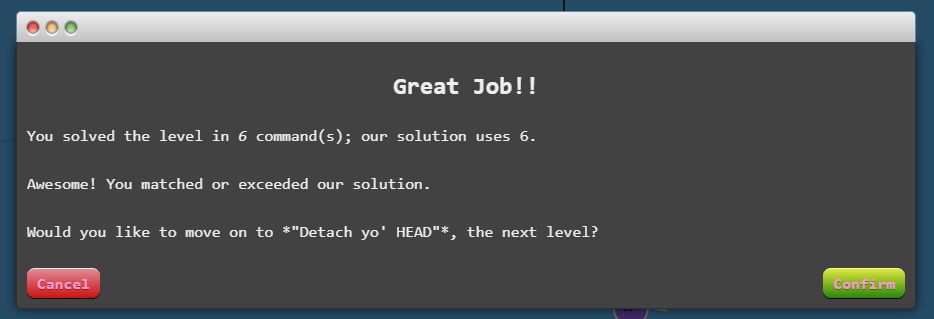 Great Job!!
You solved the level in 6 command(s); our solution uses 6.
Awesome! You matched or exceeded our solution.
Would you like to move on to *"Detach yo' HEAD"*, the next level?
Cancel
Confirm